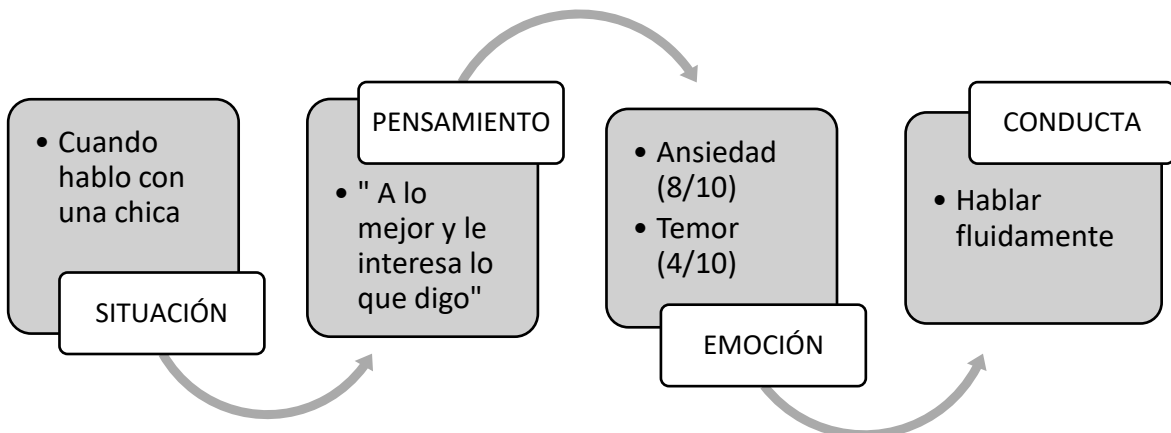 • Cuando
hablo con
una chica
SITUACIÓN
PENSAMIENTO
• " A lo
mejor y le
interesa lo
que digo"
• Ansiedad
(8/10)
• Temor
(4/10)
EMOCIÓN
CONDUCTA
• Hablar
fluidamente